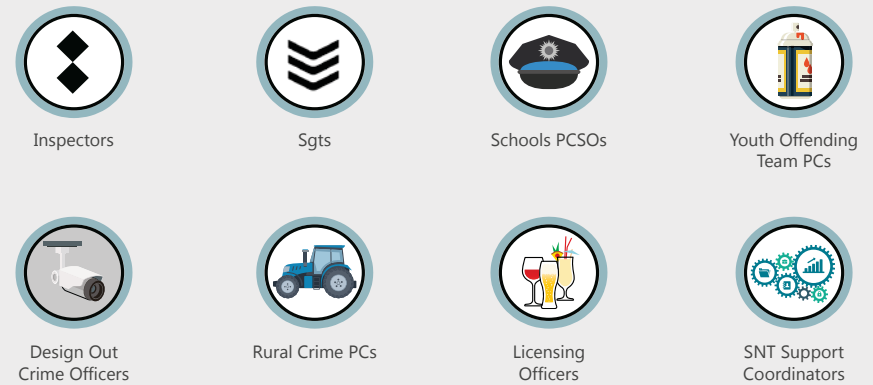 Inspectors
Sgts
Schools PCSOs
Youth Offending
Team PCs
Design Out
Crime Officers
Rural Crime PCs
Licensing
Officers
SNT Support
Coordinators